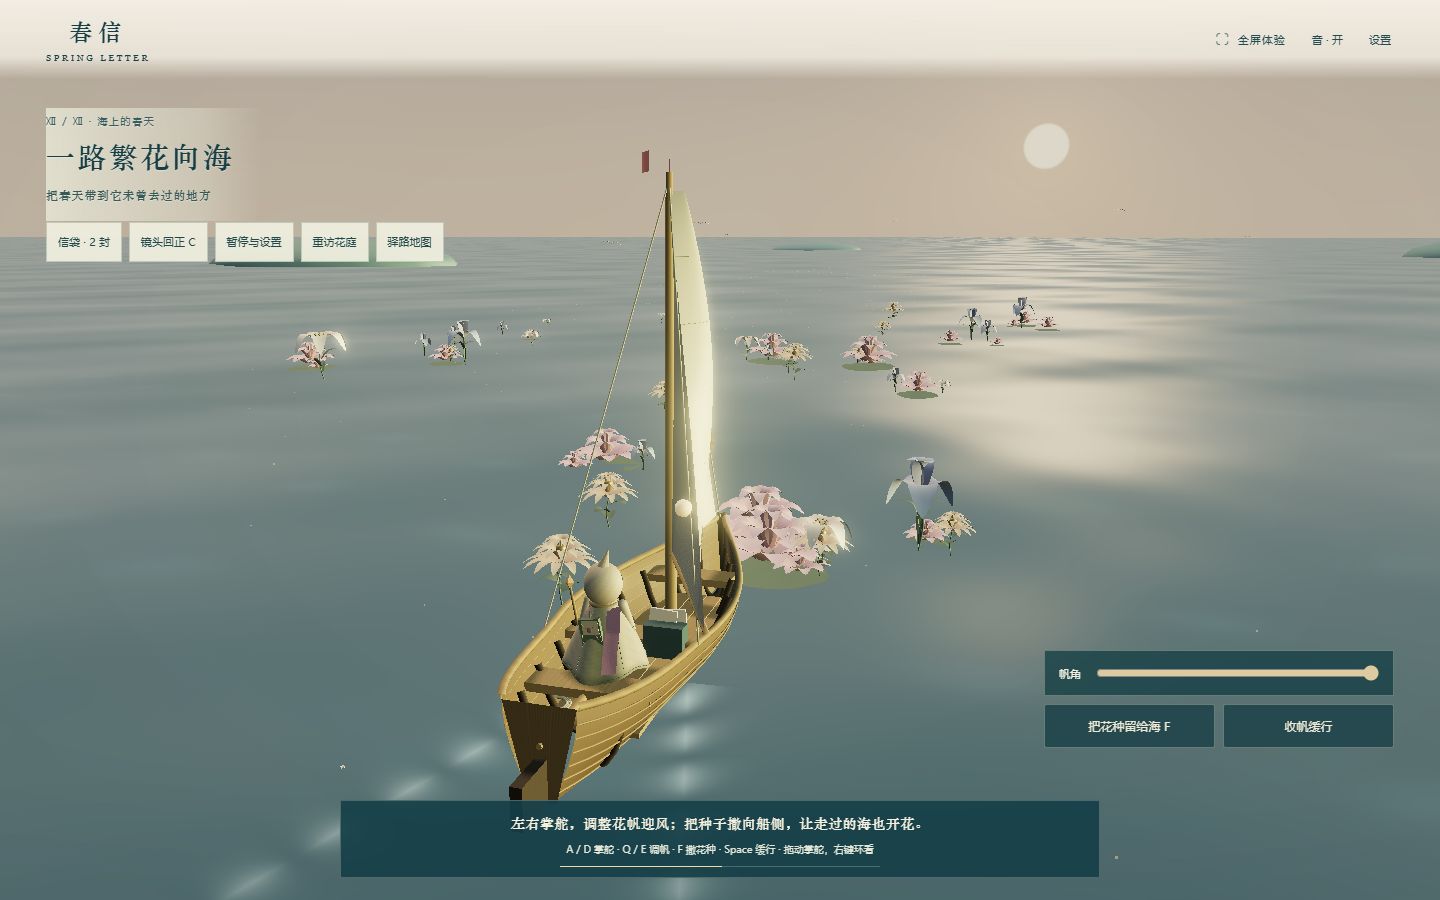 春信
SPRING LETTER
全屏体验
音·开
设置
Ⅻ / Ⅻ · 海上的春天
一路繁花向海
把春天带到它未曾去过的地方
信袋 · 2 封
镜头回正 C
暂停与设置
重访花庭
驿路地图
帆角
把花种留给海 F
收帆缓行
左右掌舵，调整花帆迎风；把种子撒向船侧，让走过的海也开花。
A / D 掌舵 · Q / E 调帆 · F 撒花种 · Space 缓行 · 拖动掌舵，右键环看